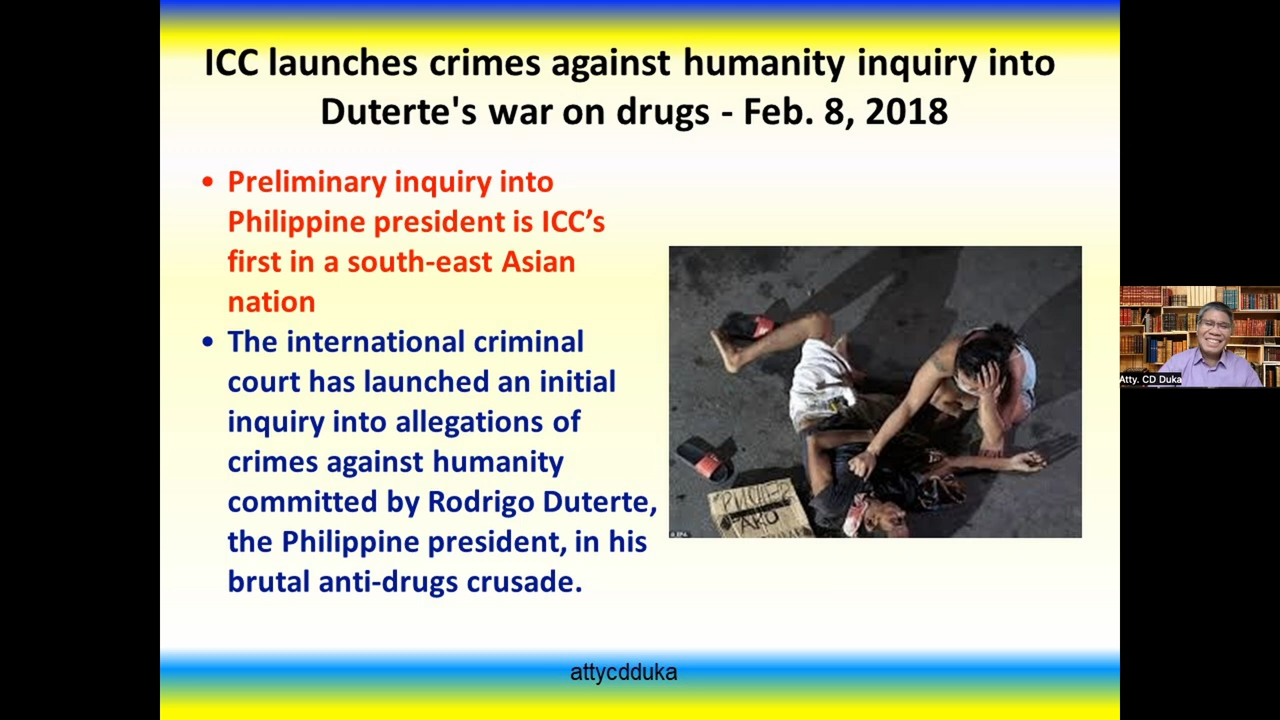 ICC launches crimes against humanity inquiry into
Duterte's war on drugs - Feb. 8, 2018
• Preliminary inquiry into
Philippine president is ICC’s
first in a south-east Asian
nation
• The international criminal
court has launched an initial
inquiry into allegations of
crimes against humanity
committed by Rodrigo Duterte,
the Philippine president, in his
brutal anti-drugs crusade.
PUSHER
AKO
Atty. CD Duka
attycdduka